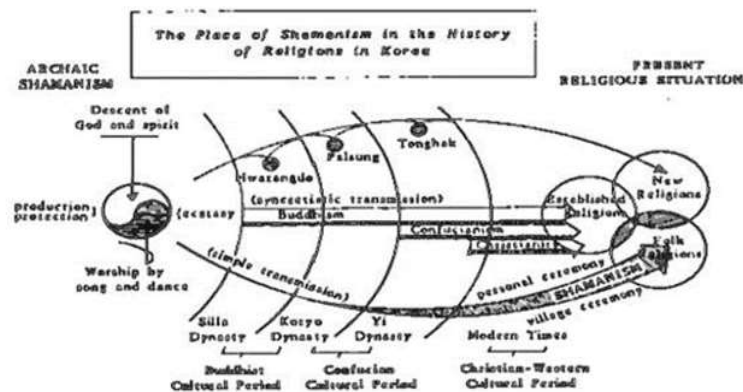 The Place of Shamanism in the History
of Religions in Korea
ARCHAIC
SHAMANISM
PRESENT
RELIGIOUS SITUATION
Descent of
God and spirit
Hwarangdo
Palsung
Tonghak
New
Religions
production
protection
(ecstasy
(syncretistic transmission)
Buddhism
Established
Religion
Confucianism
Christianity
Folk
Religions
Worship by
song and dance
(simple transmission)
personal ceremony
SHAMANISM
village ceremony
Silla
Dynasty
Koryo
Dynasty
Yi
Dynasty
Modern Times
Buddhist
Cultural Period
Confucian
Cultural Period
Christian-Western
Cultural Period